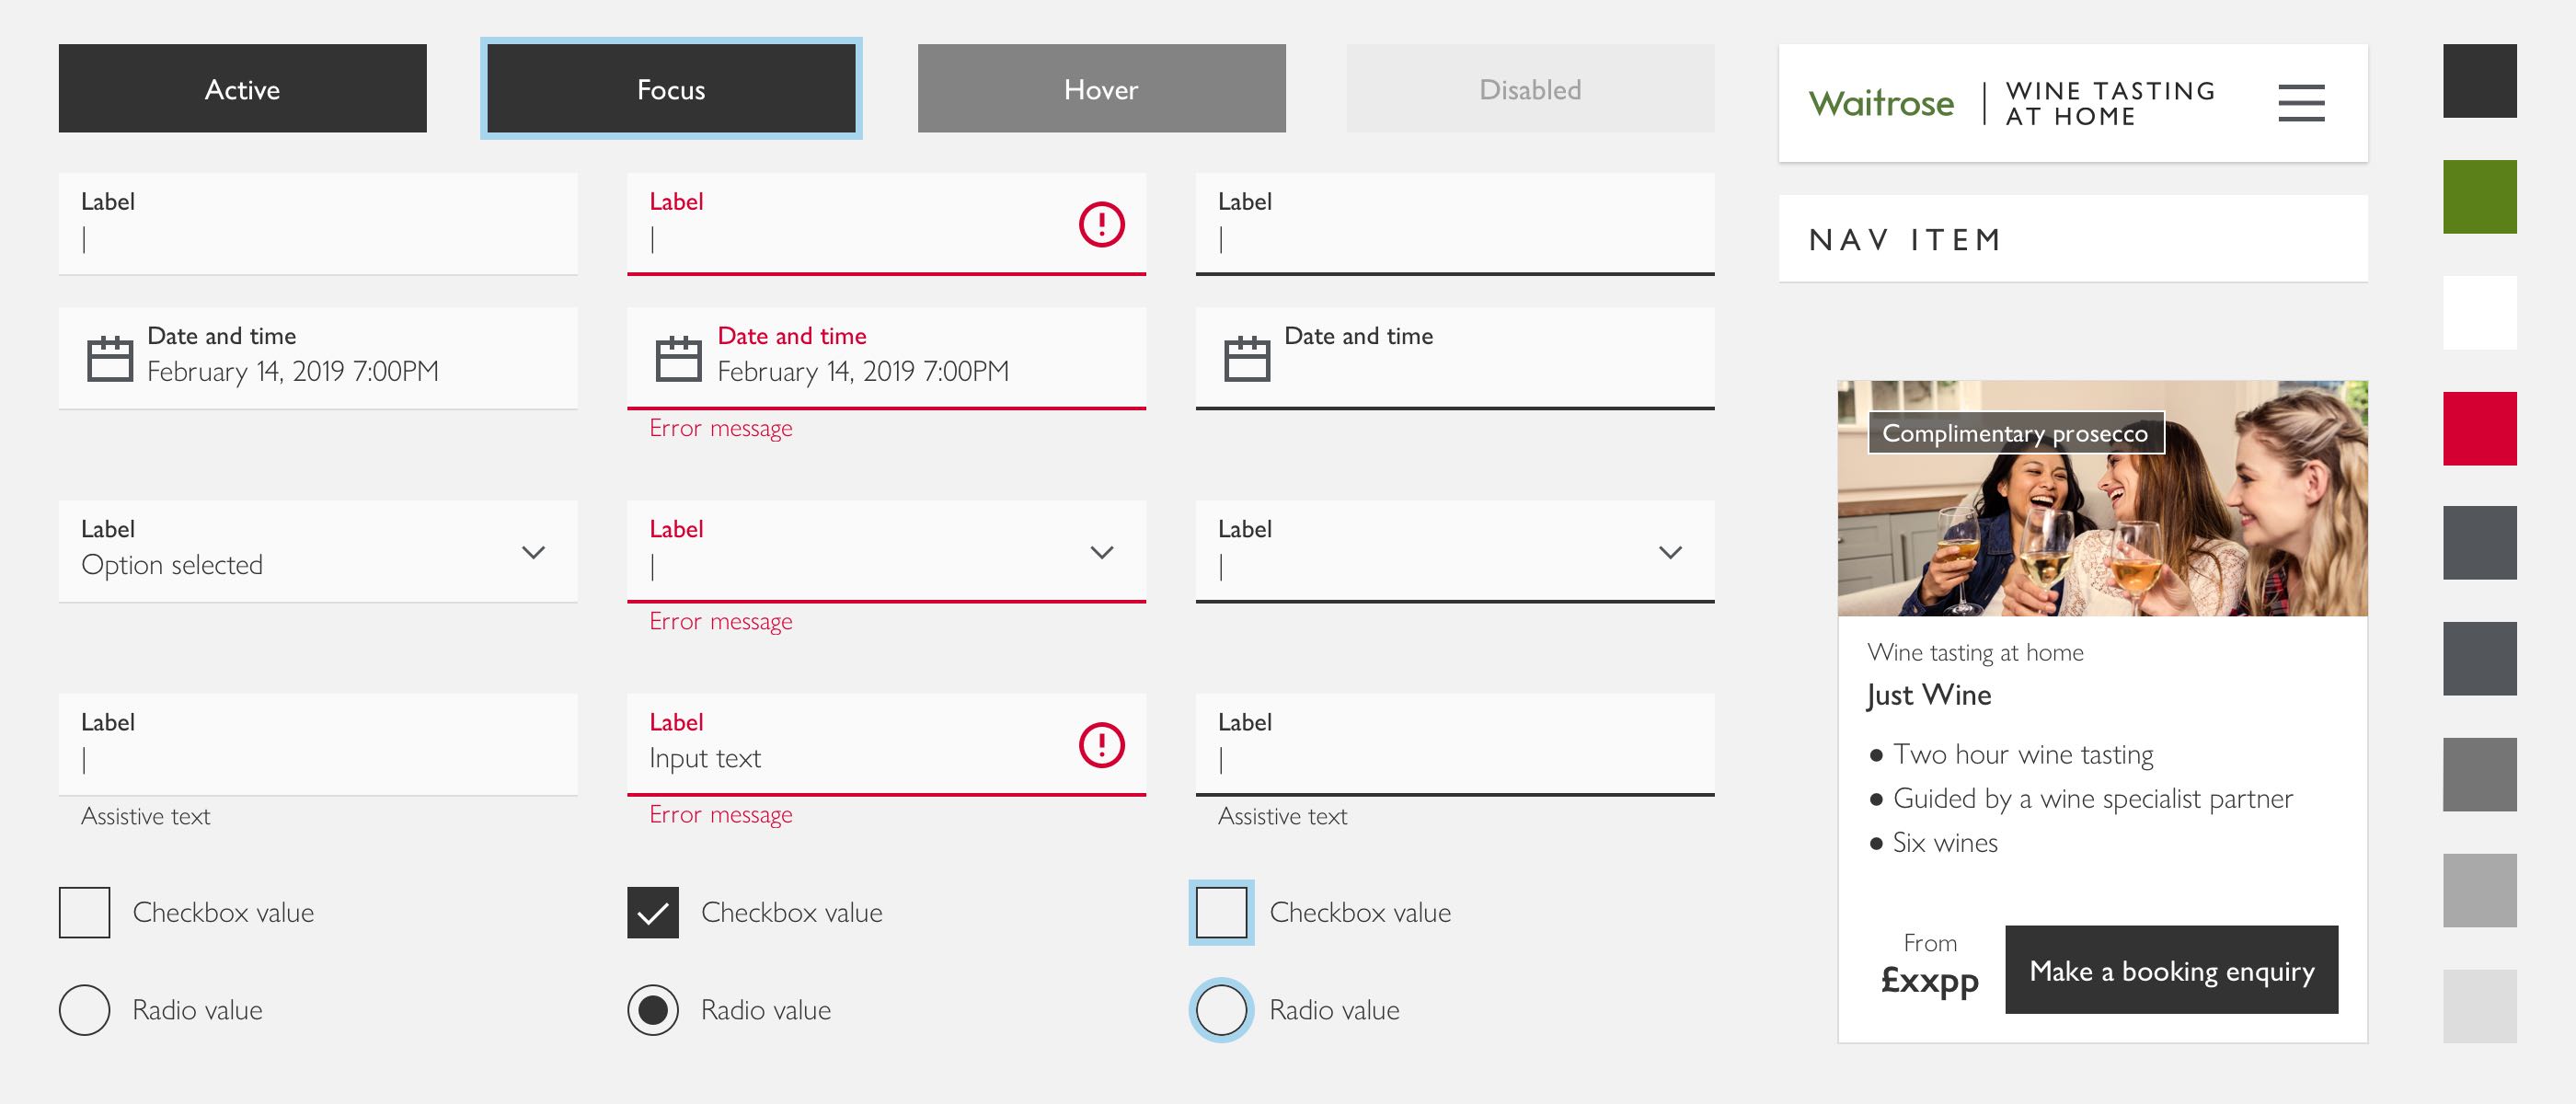 Active
Focus
Hover
Disabled
Label
Label
Label
Date and time
February 14, 2019 7:00PM
Date and time
February 14, 2019 7:00PM
Error message
Date and time
Label
Option selected
Label
Error message
Label
Label
Assistive text
Label
Input text
Error message
Label
Assistive text
Checkbox value
Checkbox value
Checkbox value
Radio value
Radio value
Radio value
Waitrose
WINE TASTING
AT HOME
NAV ITEM
Complimentary prosecco
Wine tasting at home
Just Wine
Two hour wine tasting
Guided by a wine specialist partner
Six wines
From
£xxpp
Make a booking enquiry